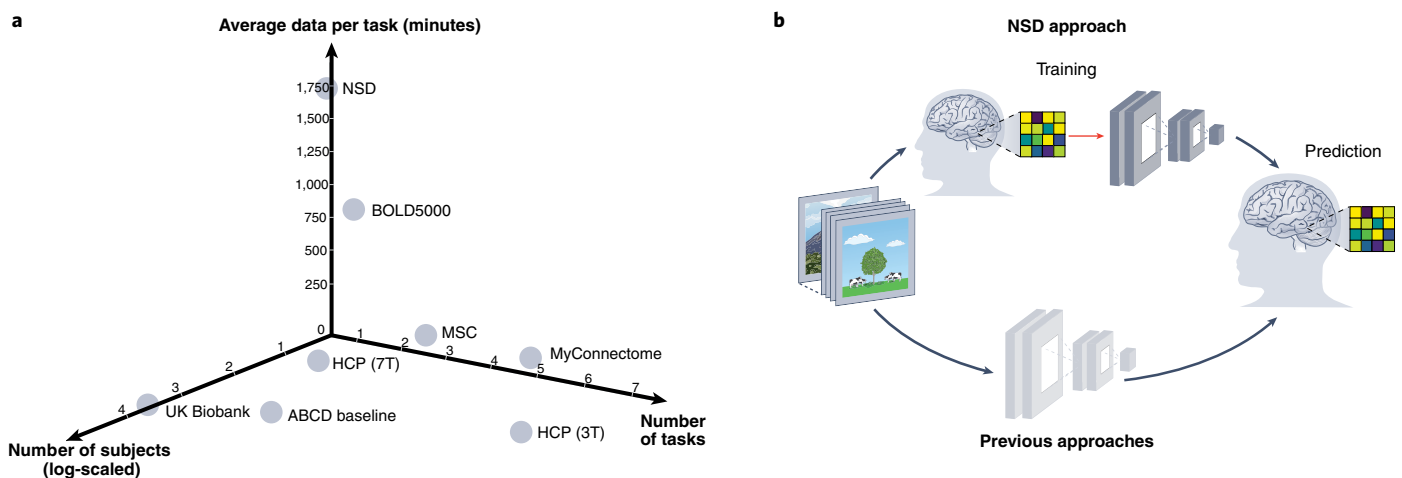 a
Average data per task (minutes)
1,750
NSD
1,500
1,250
1,000
750
BOLD5000
500
250
0
1
2
3
4
5
6
7
MSC
MyConnectome
HCP (7T)
1
2
3
4
UK Biobank
ABCD baseline
HCP (3T)
Number
of tasks
Number of subjects
(log-scaled)
b
NSD approach
Training
Prediction
Previous approaches